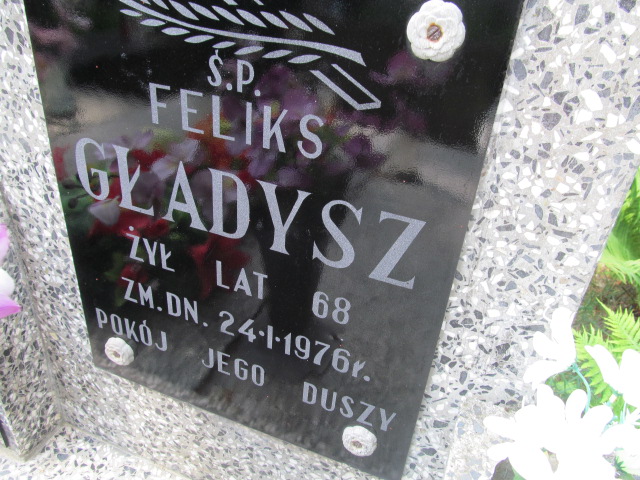 Ś.P.
FELIKS
GŁADYSZ
ŻYŁ LAT 68
ZM. DN. 24·I·1976r.
POKÓJ JEGO DUSZY